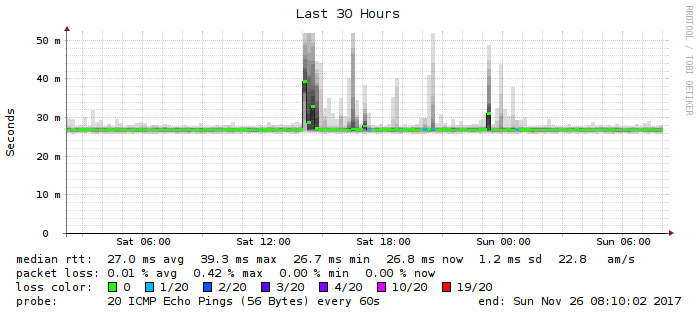 Last 30 Hours
RRDTOOL / TOBI OETIKER
Seconds
50 m
40 m
30 m
20 m
10 m
0
Sat 06:00 Sat 12:00 Sat 18:00 Sun 00:00 Sun 06:00
median rtt: 27.0 ms avg 39.3 ms max 26.7 ms min 26.8 ms now 1.2 ms sd 22.8 am/s
packet loss: 0.01 % avg 0.42 % max 0.00 % min 0.00 % now
loss color: 0 1/20 2/20 3/20 4/20 10/20 19/20
probe: 20 ICMP Echo Pings (56 Bytes) every 60s end: Sun Nov 26 08:10:02 2017